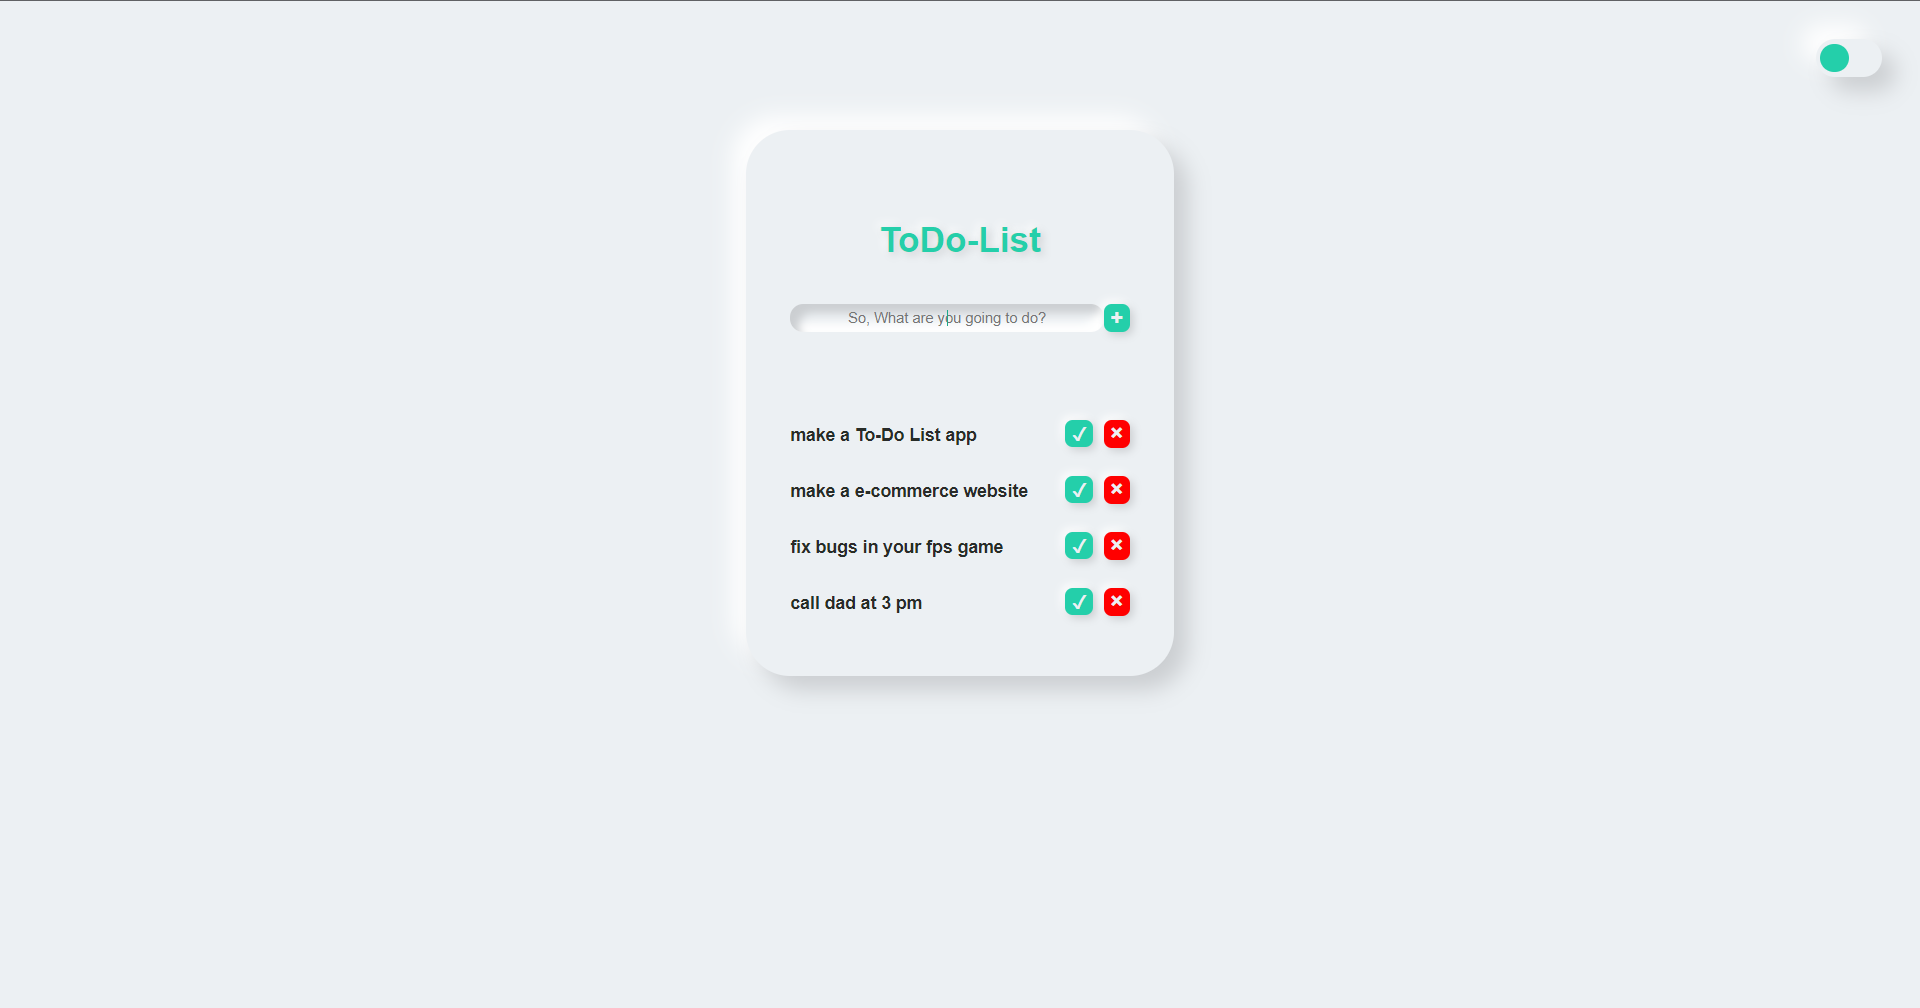 ToDo-List
So, What are you going to do?
make a To-Do List app
make a e-commerce website
fix bugs in your fps game
call dad at 3 pm